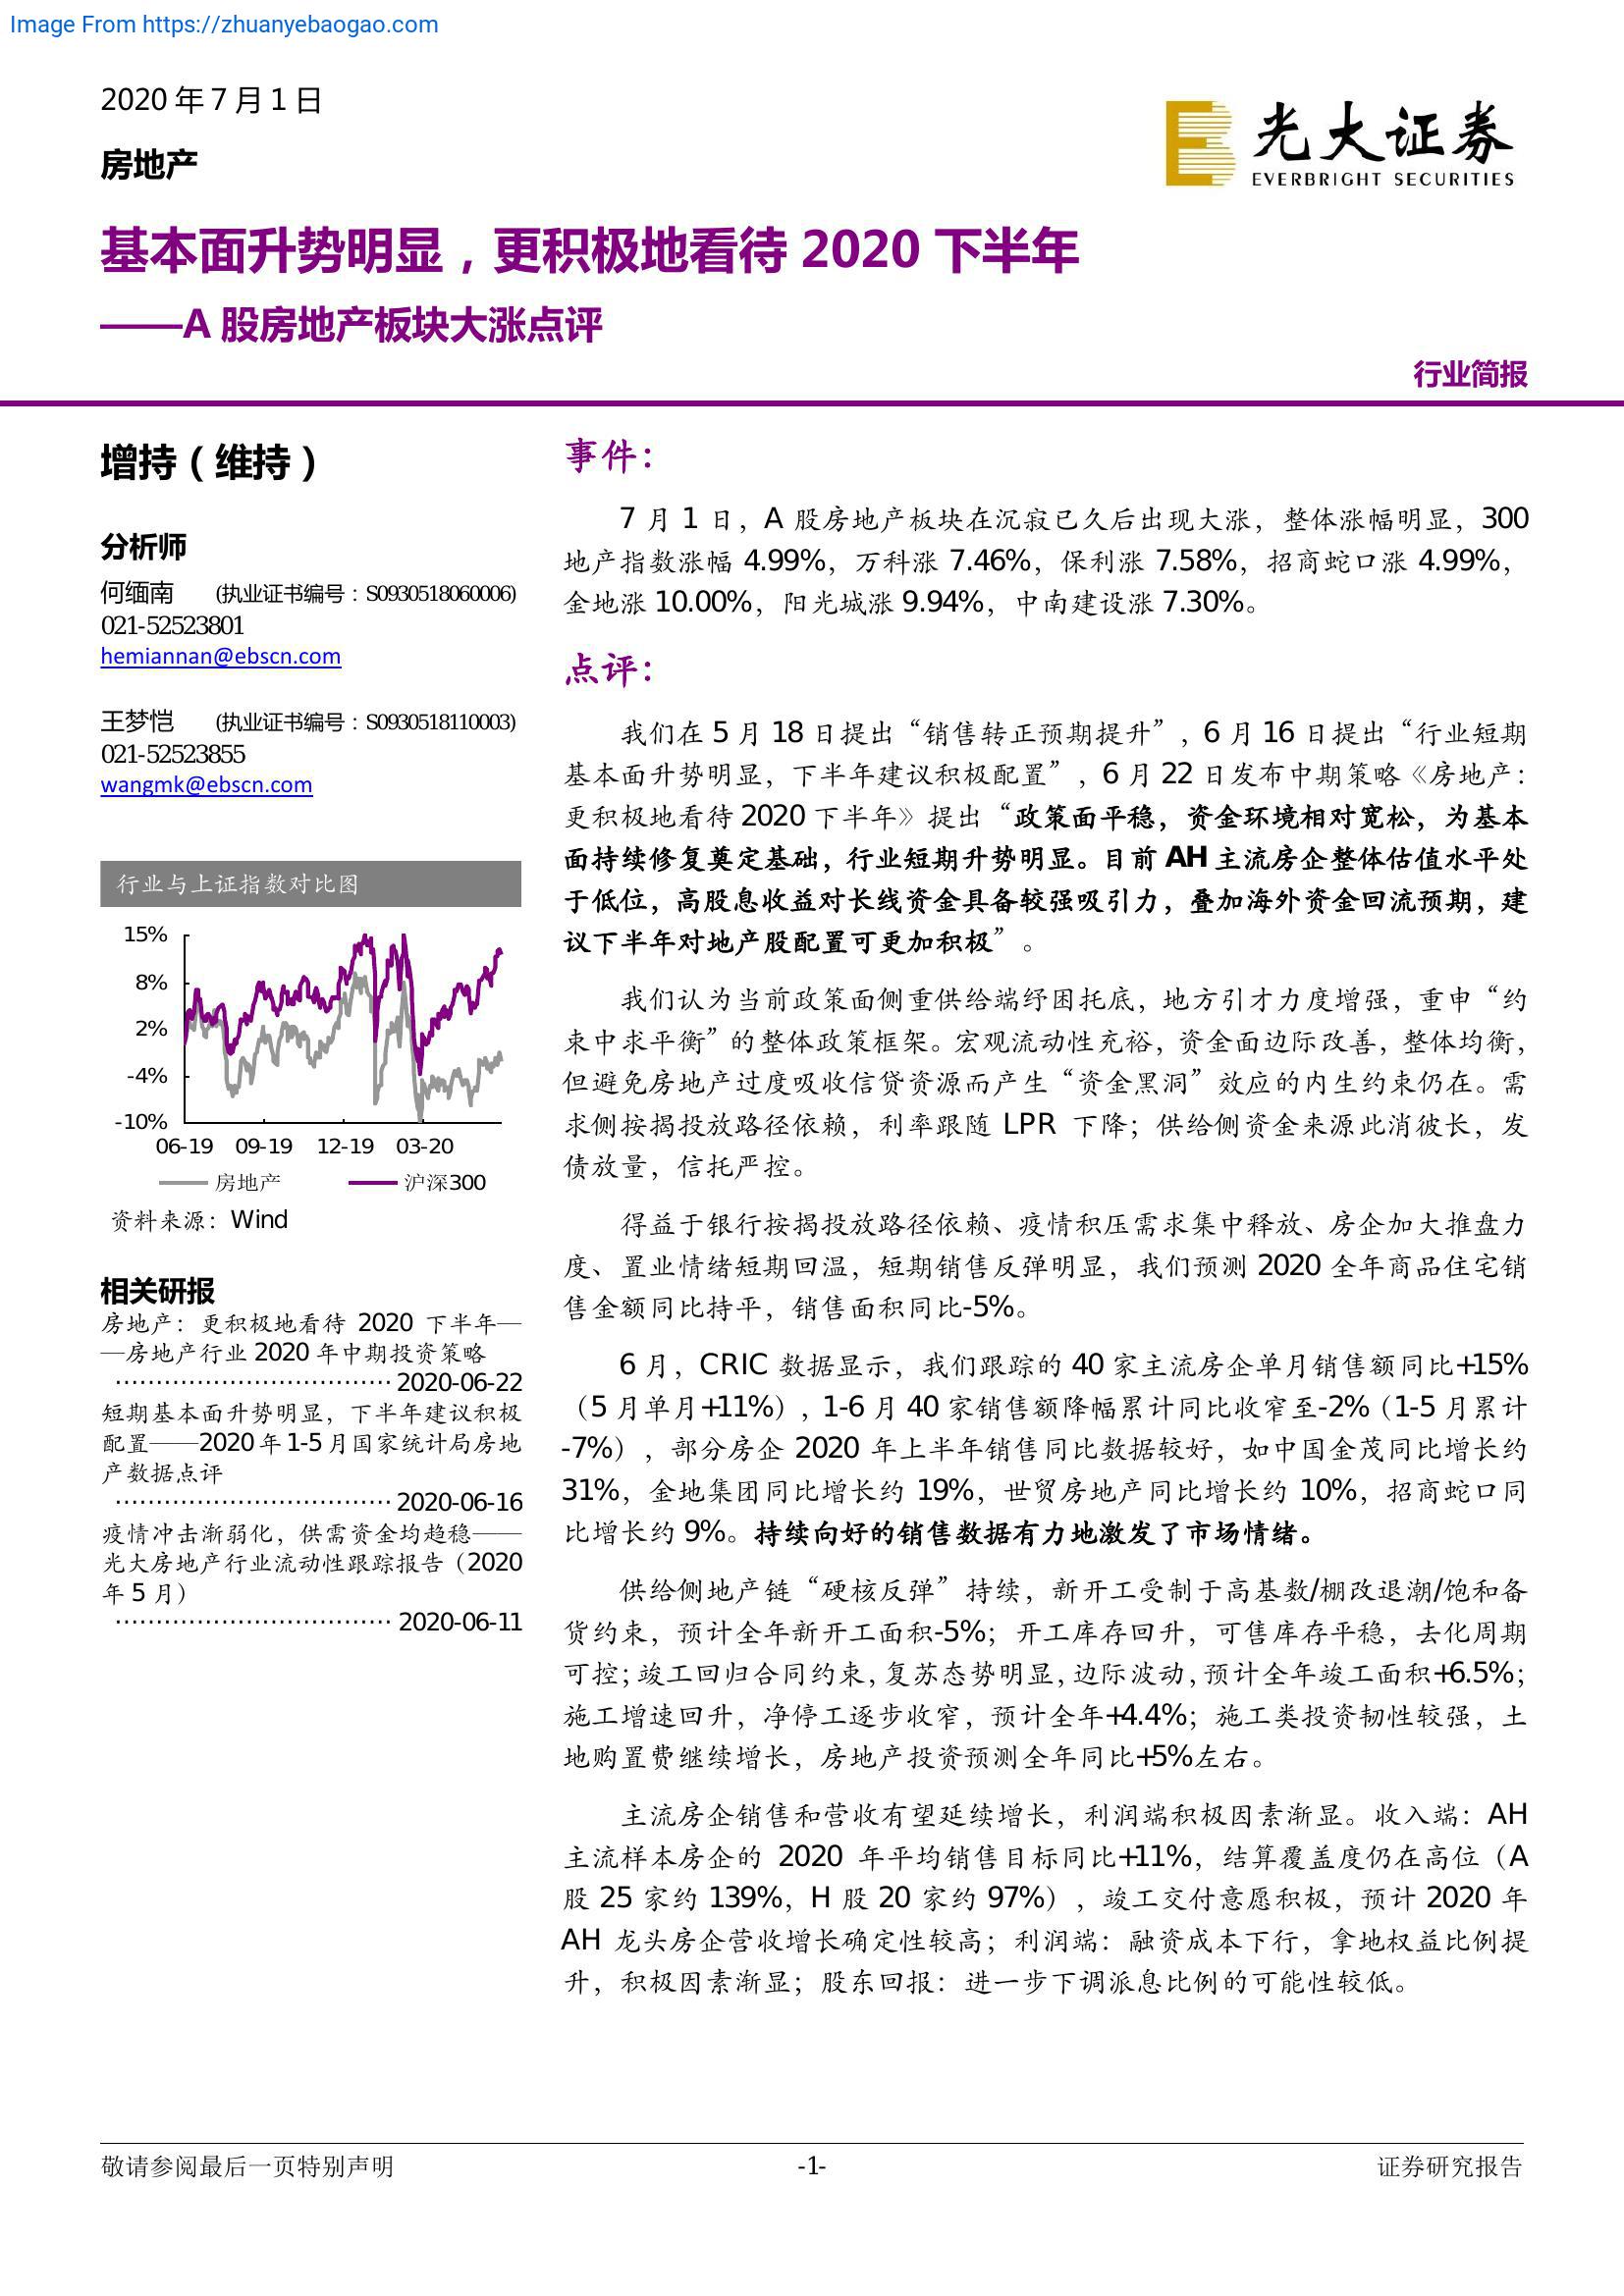 Image From https://zhuanyebaogao.com
2020 年 7 月 1 日
房地产
光大证券
EVERBRIGHT SECURITIES
基本面升势明显，更积极地看待 2020 下半年
——A 股房地产板块大涨点评
行业简报
增持（维持）
分析师
何缅南 (执业证书编号：S0930518060006)
021-52523801
hemiannan@ebscn.com
王梦恺 (执业证书编号：S0930518110003)
021-52523855
wangmk@ebscn.com
行业与上证指数对比图
15%
8%
2%
-4%
-10%
06-19 09-19 12-19 03-20
房地产 沪深300
资料来源：Wind
相关研报
房地产：更积极地看待 2020 下半年—
—房地产行业 2020 年中期投资策略
·································· 2020-06-22
短期基本面升势明显，下半年建议积极
配置——2020 年 1-5 月国家统计局房地
产数据点评
·································· 2020-06-16
疫情冲击渐弱化，供需资金均趋稳——
光大房地产行业流动性跟踪报告（2020
年 5 月）
·································· 2020-06-11
事件：
7 月 1 日，A 股房地产板块在沉寂已久后出现大涨，整体涨幅明显，300
地产指数涨幅 4.99%，万科涨 7.46%，保利涨 7.58%，招商蛇口涨 4.99%，
金地涨 10.00%，阳光城涨 9.94%，中南建设涨 7.30%。
点评：
我们在 5 月 18 日提出“销售转正预期提升”，6 月 16 日提出“行业短期
基本面升势明显，下半年建议积极配置”，6 月 22 日发布中期策略《房地产：
更积极地看待 2020 下半年》提出“政策面平稳，资金环境相对宽松，为基本
面持续修复奠定基础，行业短期升势明显。目前 AH 主流房企整体估值水平处
于低位，高股息收益对长线资金具备较强吸引力，叠加海外资金回流预期，建
议下半年对地产股配置可更加积极”。
我们认为当前政策面侧重供给端纾困托底，地方引才力度增强，重申“约
束中求平衡”的整体政策框架。宏观流动性充裕，资金面边际改善，整体均衡，
但避免房地产过度吸收信贷资源而产生“资金黑洞”效应的内生约束仍在。需
求侧按揭投放路径依赖，利率跟随 LPR 下降；供给侧资金来源此消彼长，发
债放量，信托严控。
得益于银行按揭投放路径依赖、疫情积压需求集中释放、房企加大推盘力
度、置业情绪短期回温，短期销售反弹明显，我们预测 2020 全年商品住宅销
售金额同比持平，销售面积同比-5%。
6 月，CRIC 数据显示，我们跟踪的 40 家主流房企单月销售额同比+15%
（5 月单月+11%），1-6 月 40 家销售额降幅累计同比收窄至-2%（1-5 月累计
-7%），部分房企 2020 年上半年销售同比数据较好，如中国金茂同比增长约
31%，金地集团同比增长约 19%，世贸房地产同比增长约 10%，招商蛇口同
比增长约 9%。持续向好的销售数据有力地激发了市场情绪。
供给侧地产链“硬核反弹”持续，新开工受制于高基数/棚改退潮/饱和备
货约束，预计全年新开工面积-5%；开工库存回升，可售库存平稳，去化周期
可控；竣工回归合同约束，复苏态势明显，边际波动，预计全年竣工面积+6.5%；
施工增速回升，净停工逐步收窄，预计全年+4.4%；施工类投资韧性较强，土
地购置费继续增长，房地产投资预测全年同比+5%左右。
主流房企销售和营收有望延续增长，利润端积极因素渐显。收入端：AH
主流样本房企的 2020 年平均销售目标同比+11%，结算覆盖度仍在高位（A
股 25 家约 139%，H 股 20 家约 97%），竣工交付意愿积极，预计 2020 年
AH 龙头房企营收增长确定性较高；利润端：融资成本下行，拿地权益比例提
升，积极因素渐显；股东回报：进一步下调派息比例的可能性较低。
敬请参阅最后一页特别声明 -1- 证券研究报告